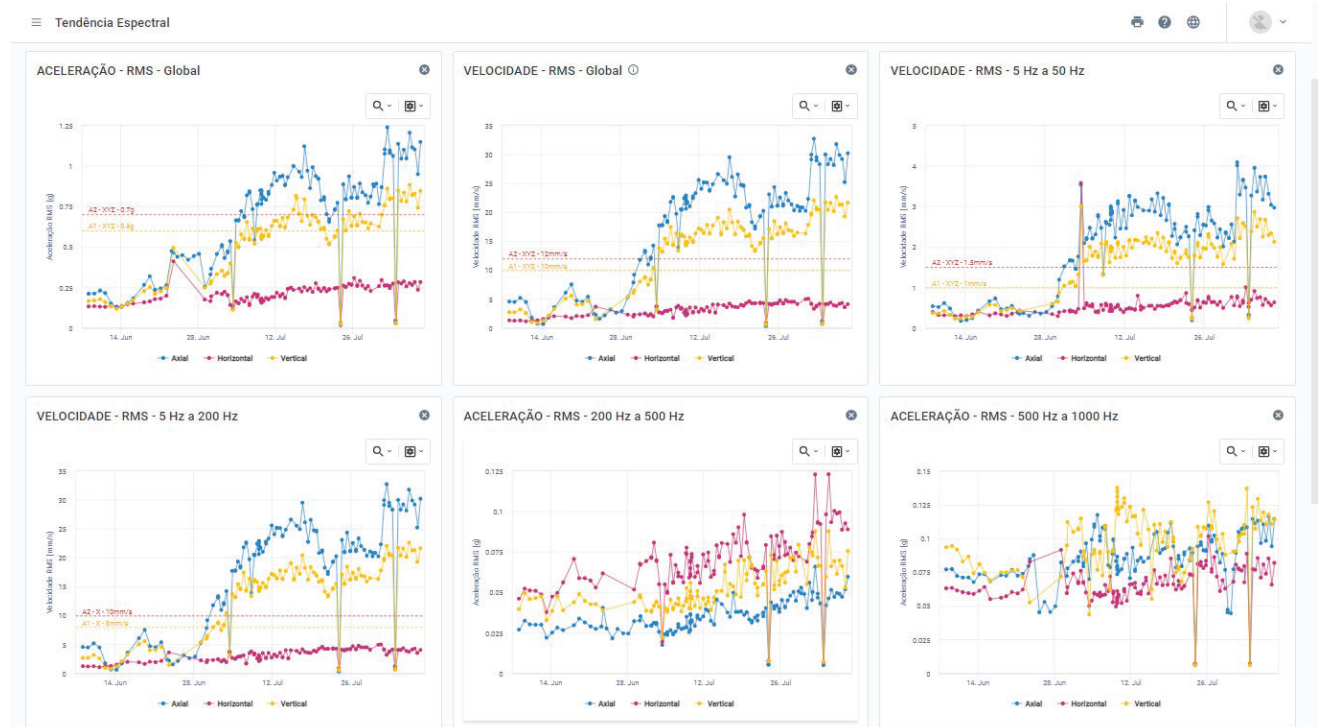 Tendência Espectral
ACELERAÇÃO - RMS - Global
1.25
1
0.75
0.5
0.25
0
Aceleração RMS (g)
A2 - XYZ - 0.7g
A1 - XYZ - 0.6g
14. Jun
28. Jun
12. Jul
26. Jul
Axial Horizontal Vertical
VELOCIDADE - RMS - Global
35
30
25
20
15
10
5
0
Velocidade RMS (mm/s)
A2 - XYZ - 12mm/s
A1 - XYZ - 10mm/s
14. Jun
28. Jun
12. Jul
26. Jul
Axial Horizontal Vertical
VELOCIDADE - RMS - 5 Hz a 50 Hz
5
4
3
2
1
0
Velocidade RMS (mm/s)
A2 - XYZ - 1.5mm/s
A1 - XYZ - 1mm/s
14. Jun
28. Jun
12. Jul
26. Jul
Axial Horizontal Vertical
VELOCIDADE - RMS - 5 Hz a 200 Hz
35
30
25
20
15
10
5
0
Velocidade RMS (mm/s)
A2 - X - 10mm/s
A1 - X - 8mm/s
14. Jun
28. Jun
12. Jul
26. Jul
Axial Horizontal Vertical
ACELERAÇÃO - RMS - 200 Hz a 500 Hz
0.125
0.1
0.075
0.05
0.025
0
Aceleração RMS (g)
14. Jun
28. Jun
12. Jul
26. Jul
Axial Horizontal Vertical
ACELERAÇÃO - RMS - 500 Hz a 1000 Hz
0.15
0.125
0.1
0.075
0.05
0.025
0
Aceleração RMS (g)
14. Jun
28. Jun
12. Jul
26. Jul
Axial Horizontal Vertical